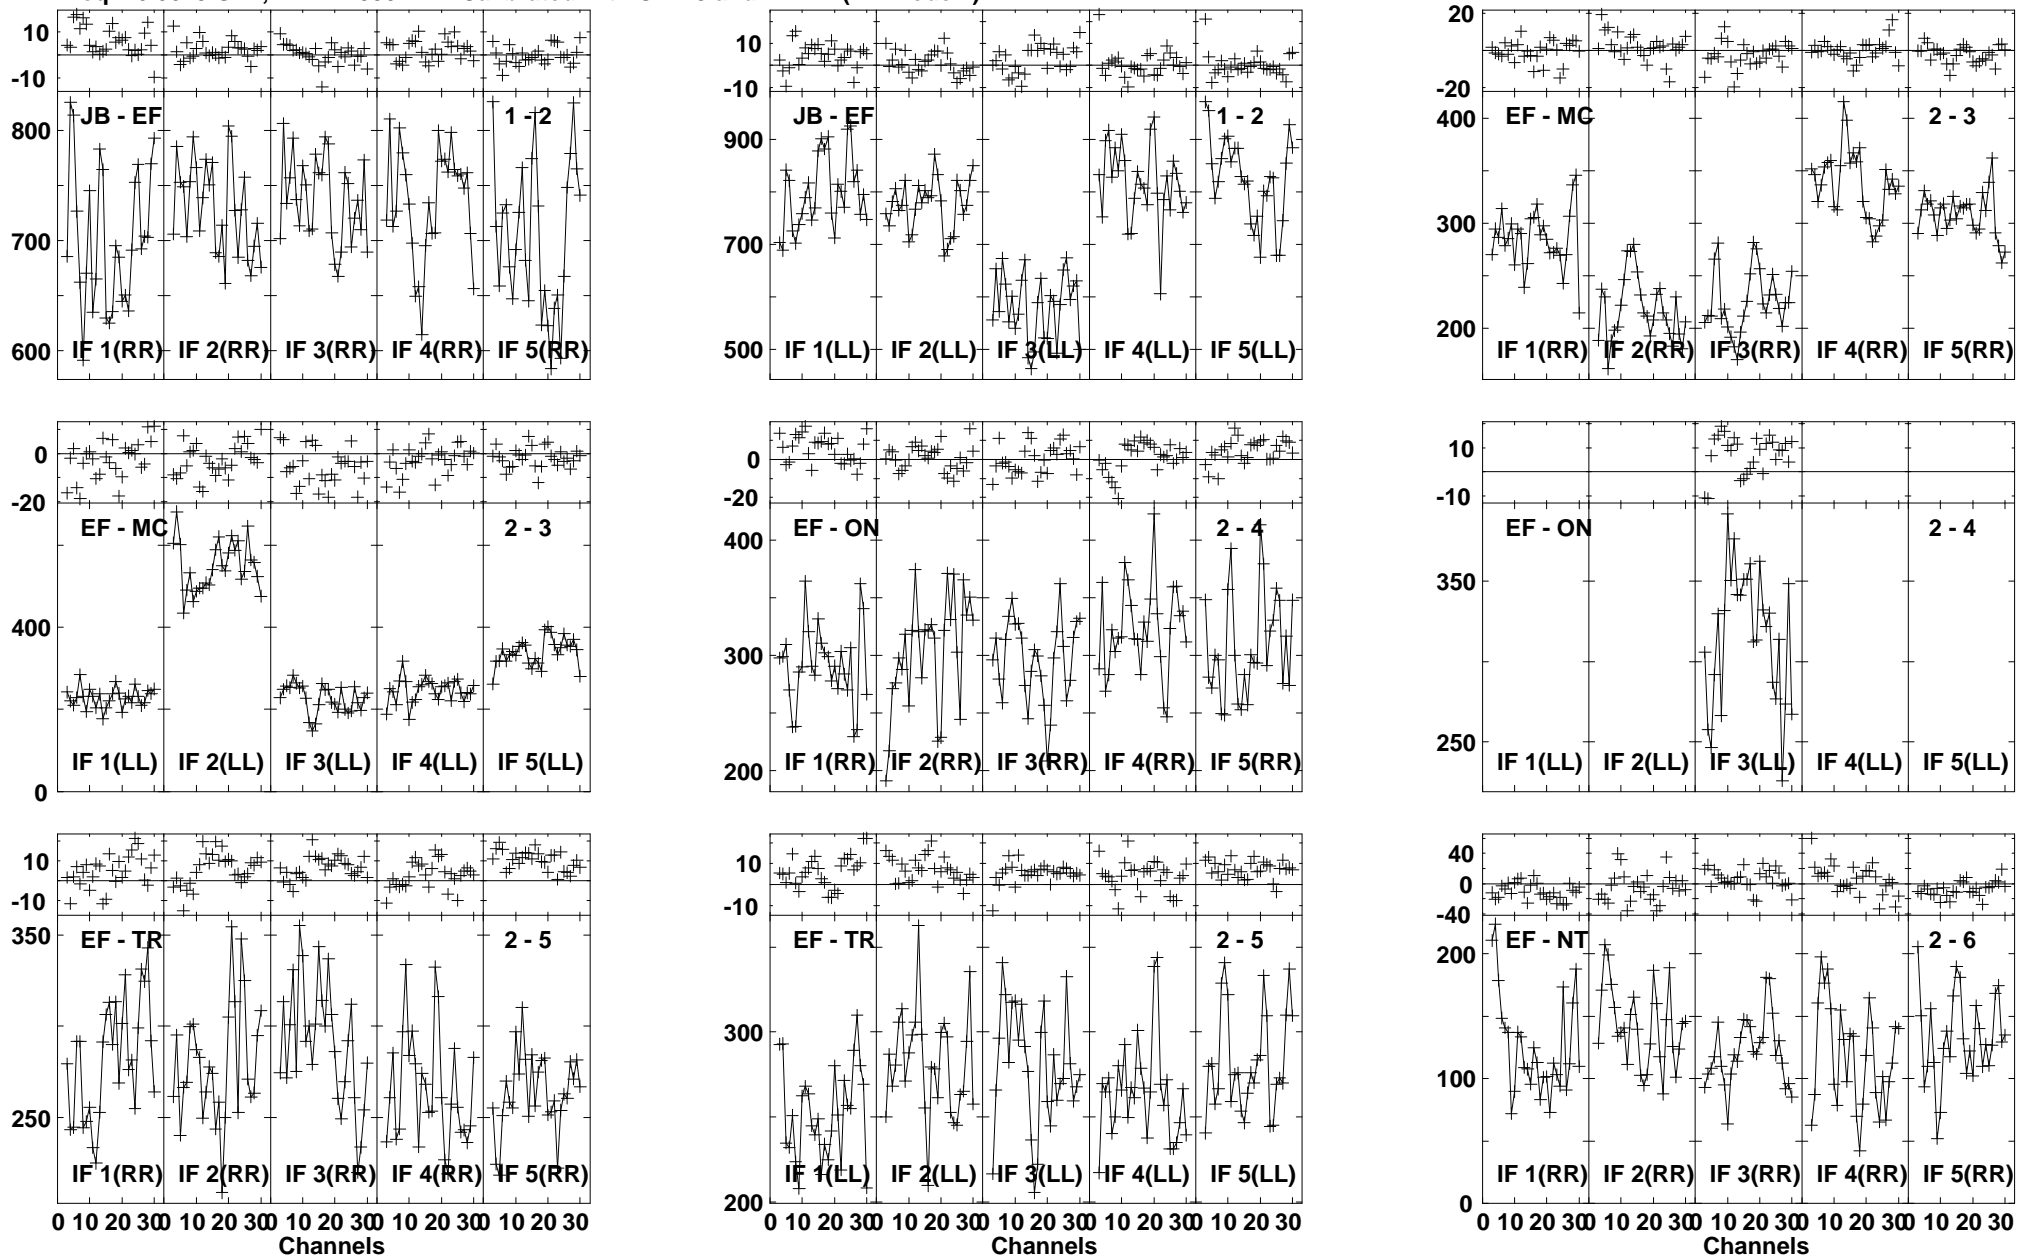 10
-10
800
700
600
JB - EF 1 - 2
IF 1(RR) IF 2(RR) IF 3(RR) IF 4(RR) IF 5(RR)
10
-10
900
700
500
JB - EF 1 - 2
IF 1(LL) IF 2(LL) IF 3(LL) IF 4(LL) IF 5(LL)
20
-20
400
300
200
EF - MC 2 - 3
IF 1(RR) IF 2(RR) IF 3(RR) IF 4(RR) IF 5(RR)
0
-20
400
0
EF - MC 2 - 3
IF 1(LL) IF 2(LL) IF 3(LL) IF 4(LL) IF 5(LL)
0
-20
400
300
200
EF - ON 2 - 4
IF 1(RR) IF 2(RR) IF 3(RR) IF 4(RR) IF 5(RR)
10
-10
350
250
EF - ON 2 - 4
IF 1(LL) IF 2(LL) IF 3(LL) IF 4(LL) IF 5(LL)
10
-10
350
250
EF - TR 2 - 5
IF 1(RR) IF 2(RR) IF 3(RR) IF 4(RR) IF 5(RR)
0 10 20 30 0 10 20 30 0 10 20 30 0 10 20 30 0 10 20 30
Channels
10
-10
300
200
EF - TR 2 - 5
IF 1(LL) IF 2(LL) IF 3(LL) IF 4(LL) IF 5(LL)
0 10 20 30 0 10 20 30 0 10 20 30 0 10 20 30 0 10 20 30
Channels
40
0
-40
200
100
0
EF - NT 2 - 6
IF 1(RR) IF 2(RR) IF 3(RR) IF 4(RR) IF 5(RR)
0 10 20 30 0 10 20 30 0 10 20 30 0 10 20 30 0 10 20 30
Channels